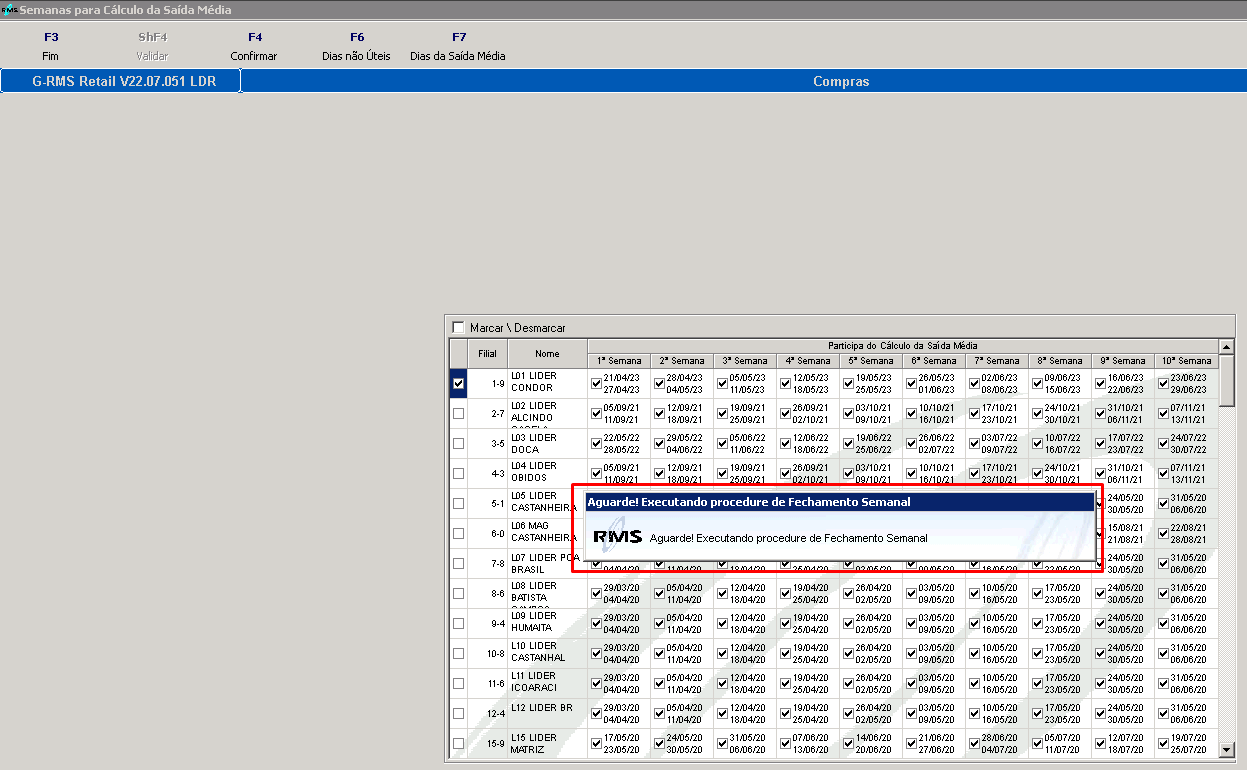 RMS Semanas para Cálculo da Saída Média
F3 ShF4 F4 F6 F7
Fim Validar Confirmar Dias não Úteis Dias da Saída Média
G-RMS Retail V22.07.051 LDR Compras
Marcar \ Desmarcar
Filial Nome Participa do Cálculo da Saída Média
1ª Semana 2ª Semana 3ª Semana 4ª Semana 5ª Semana 6ª Semana 7ª Semana 8ª Semana 9ª Semana 10ª Semana
1-9 L01 LIDER 21/04/23 28/04/23 05/05/23 12/05/23 19/05/23 26/05/23 02/06/23 09/06/23 16/06/23 23/06/23
CONDOR 27/04/23 04/05/23 11/05/23 18/05/23 25/05/23 01/06/23 08/06/23 15/06/23 22/06/23 29/06/23
2-7 L02 LIDER 05/09/21 12/09/21 19/09/21 26/09/21 03/10/21 10/10/21 17/10/21 24/10/21 31/10/21 07/11/21
ALCINDO 11/09/21 18/09/21 25/09/21 02/10/21 09/10/21 16/10/21 23/10/21 30/10/21 06/11/21 13/11/21
3-5 L03 LIDER 22/05/22 29/05/22 05/06/22 12/06/22 19/06/22 26/06/22 03/07/22 10/07/22 17/07/22 24/07/22
DOCA 28/05/22 04/06/22 11/06/22 18/06/22 25/06/22 02/07/22 09/07/22 16/07/22 23/07/22 30/07/22
4-3 L04 LIDER 05/09/21 12/09/21 19/09/21 26/09/21 03/10/21 10/10/21 17/10/21 24/10/21 31/10/21 07/11/21
OBIDOS 11/09/21 18/09/21 25/09/21 02/10/21 09/10/21 16/10/21 23/10/21 30/10/21 06/11/21 13/11/21
5-1 L05 LIDER 24/05/20 31/05/20
CASTANHEIRA 30/05/20 06/06/20
Aguarde! Executando procedure de Fechamento Semanal
6-0 L06 MAG 15/08/21 22/08/21
CASTANHEIRA 21/08/21 28/08/21
RMS Aguarde! Executando procedure de Fechamento Semanal
7-8 L07 LIDER PÇA 24/05/20 31/05/20
BRASIL 04/04/20 11/04/20 18/04/20 25/04/20 02/05/20 09/05/20 16/05/20 23/05/20 30/05/20 06/06/20
8-6 L08 LIDER 29/03/20 05/04/20 12/04/20 19/04/20 26/04/20 03/05/20 10/05/20 17/05/20 24/05/20 31/05/20
BATISTA 04/04/20 11/04/20 18/04/20 25/04/20 02/05/20 09/05/20 16/05/20 23/05/20 30/05/20 06/06/20
9-4 L09 LIDER 29/03/20 05/04/20 12/04/20 19/04/20 26/04/20 03/05/20 10/05/20 17/05/20 24/05/20 31/05/20
HUMAITA 04/04/20 11/04/20 18/04/20 25/04/20 02/05/20 09/05/20 16/05/20 23/05/20 30/05/20 06/06/20
10-8 L10 LIDER 29/03/20 05/04/20 12/04/20 19/04/20 26/04/20 03/05/20 10/05/20 17/05/20 24/05/20 31/05/20
CASTANHAL 04/04/20 11/04/20 18/04/20 25/04/20 02/05/20 09/05/20 16/05/20 23/05/20 30/05/20 06/06/20
11-6 L11 LIDER 29/03/20 05/04/20 12/04/20 19/04/20 26/04/20 03/05/20 10/05/20 17/05/20 24/05/20 31/05/20
ICOARACI 04/04/20 11/04/20 18/04/20 25/04/20 02/05/20 09/05/20 16/05/20 23/05/20 30/05/20 06/06/20
12-4 L12 LIDER BR 29/03/20 05/04/20 12/04/20 19/04/20 26/04/20 03/05/20 10/05/20 17/05/20 24/05/20 31/05/20
04/04/20 11/04/20 18/04/20 25/04/20 02/05/20 09/05/20 16/05/20 23/05/20 30/05/20 06/06/20
15-9 L15 LIDER 17/05/20 24/05/20 31/05/20 07/06/20 14/06/20 21/06/20 28/06/20 05/07/20 12/07/20 19/07/20
MATRIZ 23/05/20 30/05/20 06/06/20 13/06/20 20/06/20 27/06/20 04/07/20 11/07/20 18/07/20 25/07/20